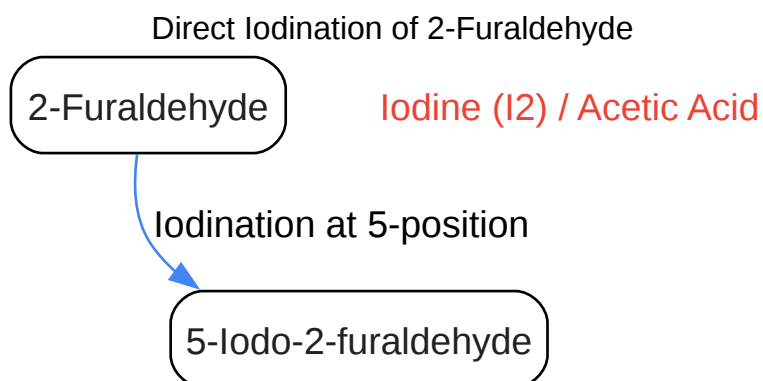 Direct Iodination of 2-Furaldehyde
2-Furaldehyde
Iodine (I2) / Acetic Acid
Iodination at 5-position
5-Iodo-2-furaldehyde